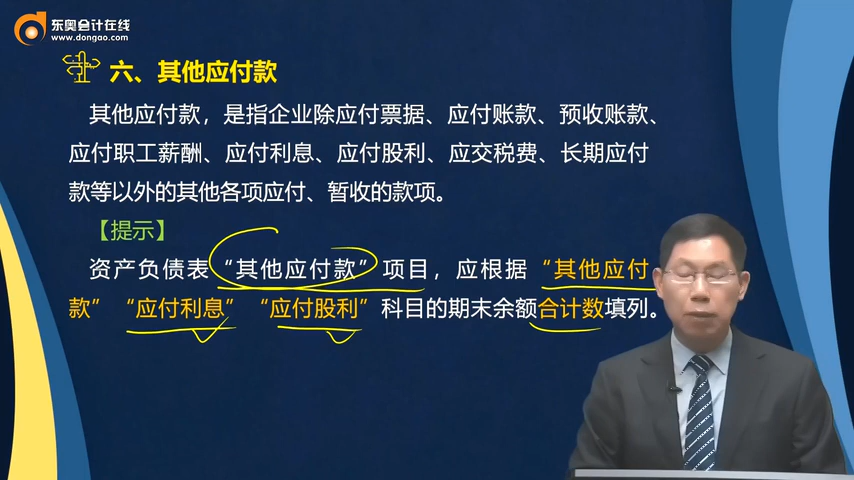 东奥会计在线
www.dongao.com
六、其他应付款
其他应付款，是指企业除应付票据、应付账款、预收账款、
应付职工薪酬、应付利息、应付股利、应交税费、长期应付
款等以外的其他各项应付、暂收的款项。
【提示】
资产负债表“其他应付款”项目，应根据“其他应付
款”“应付利息”“应付股利”科目的期末余额合计数填列。